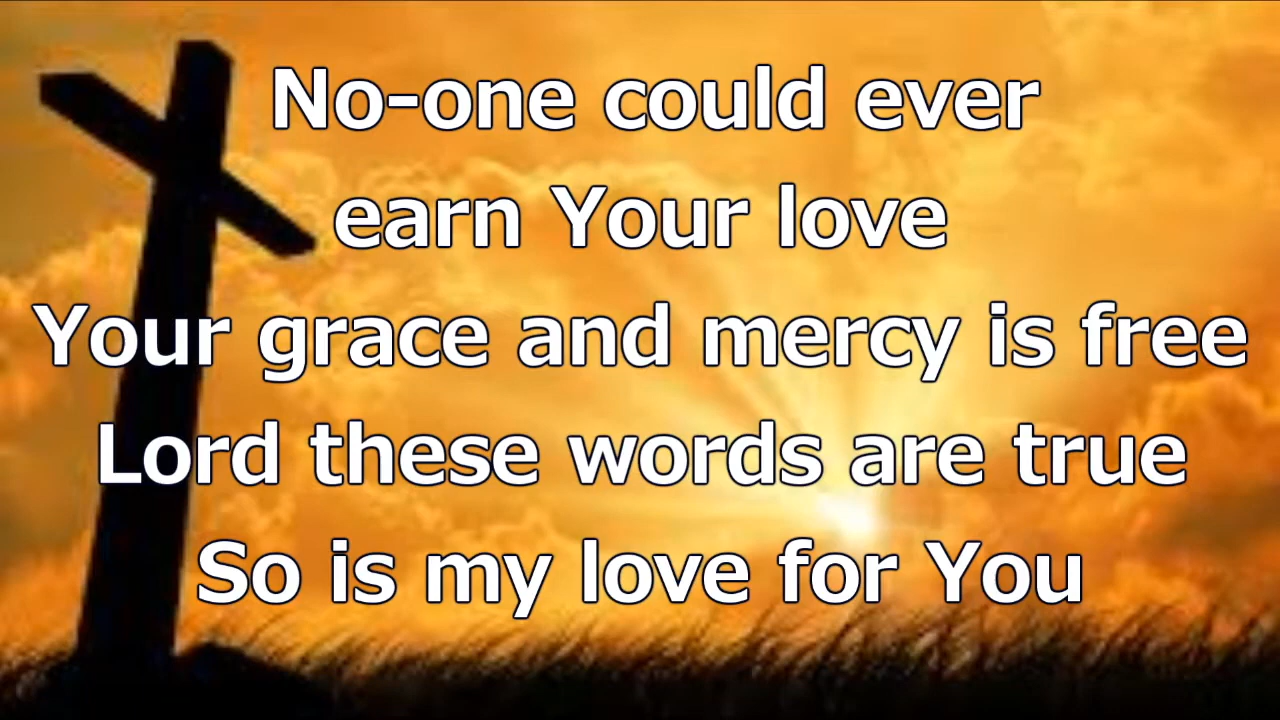 No-one could ever
earn Your love
Your grace and mercy is free
Lord these words are true
So is my love for You